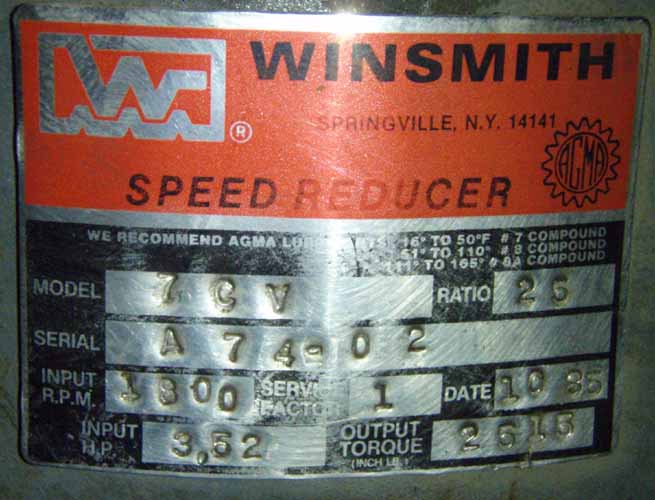 W
WINSMITH
®
SPRINGVILLE, N.Y. 14141
AGMA
SPEED REDUCER
WE RECOMMEND AGMA 16° TO 50°F # 7 COMPOUND
51° TO 110° # 8 COMPOUND
111° TO 165° # 8A COMPOUND
MODEL 7 C V RATIO 25
SERIAL A 74-02
INPUT R.P.M. 1800 SERVICE FACTOR 1 DATE 10 85
INPUT H.P. 3.52 OUTPUT TORQUE (INCH LB.) 2615